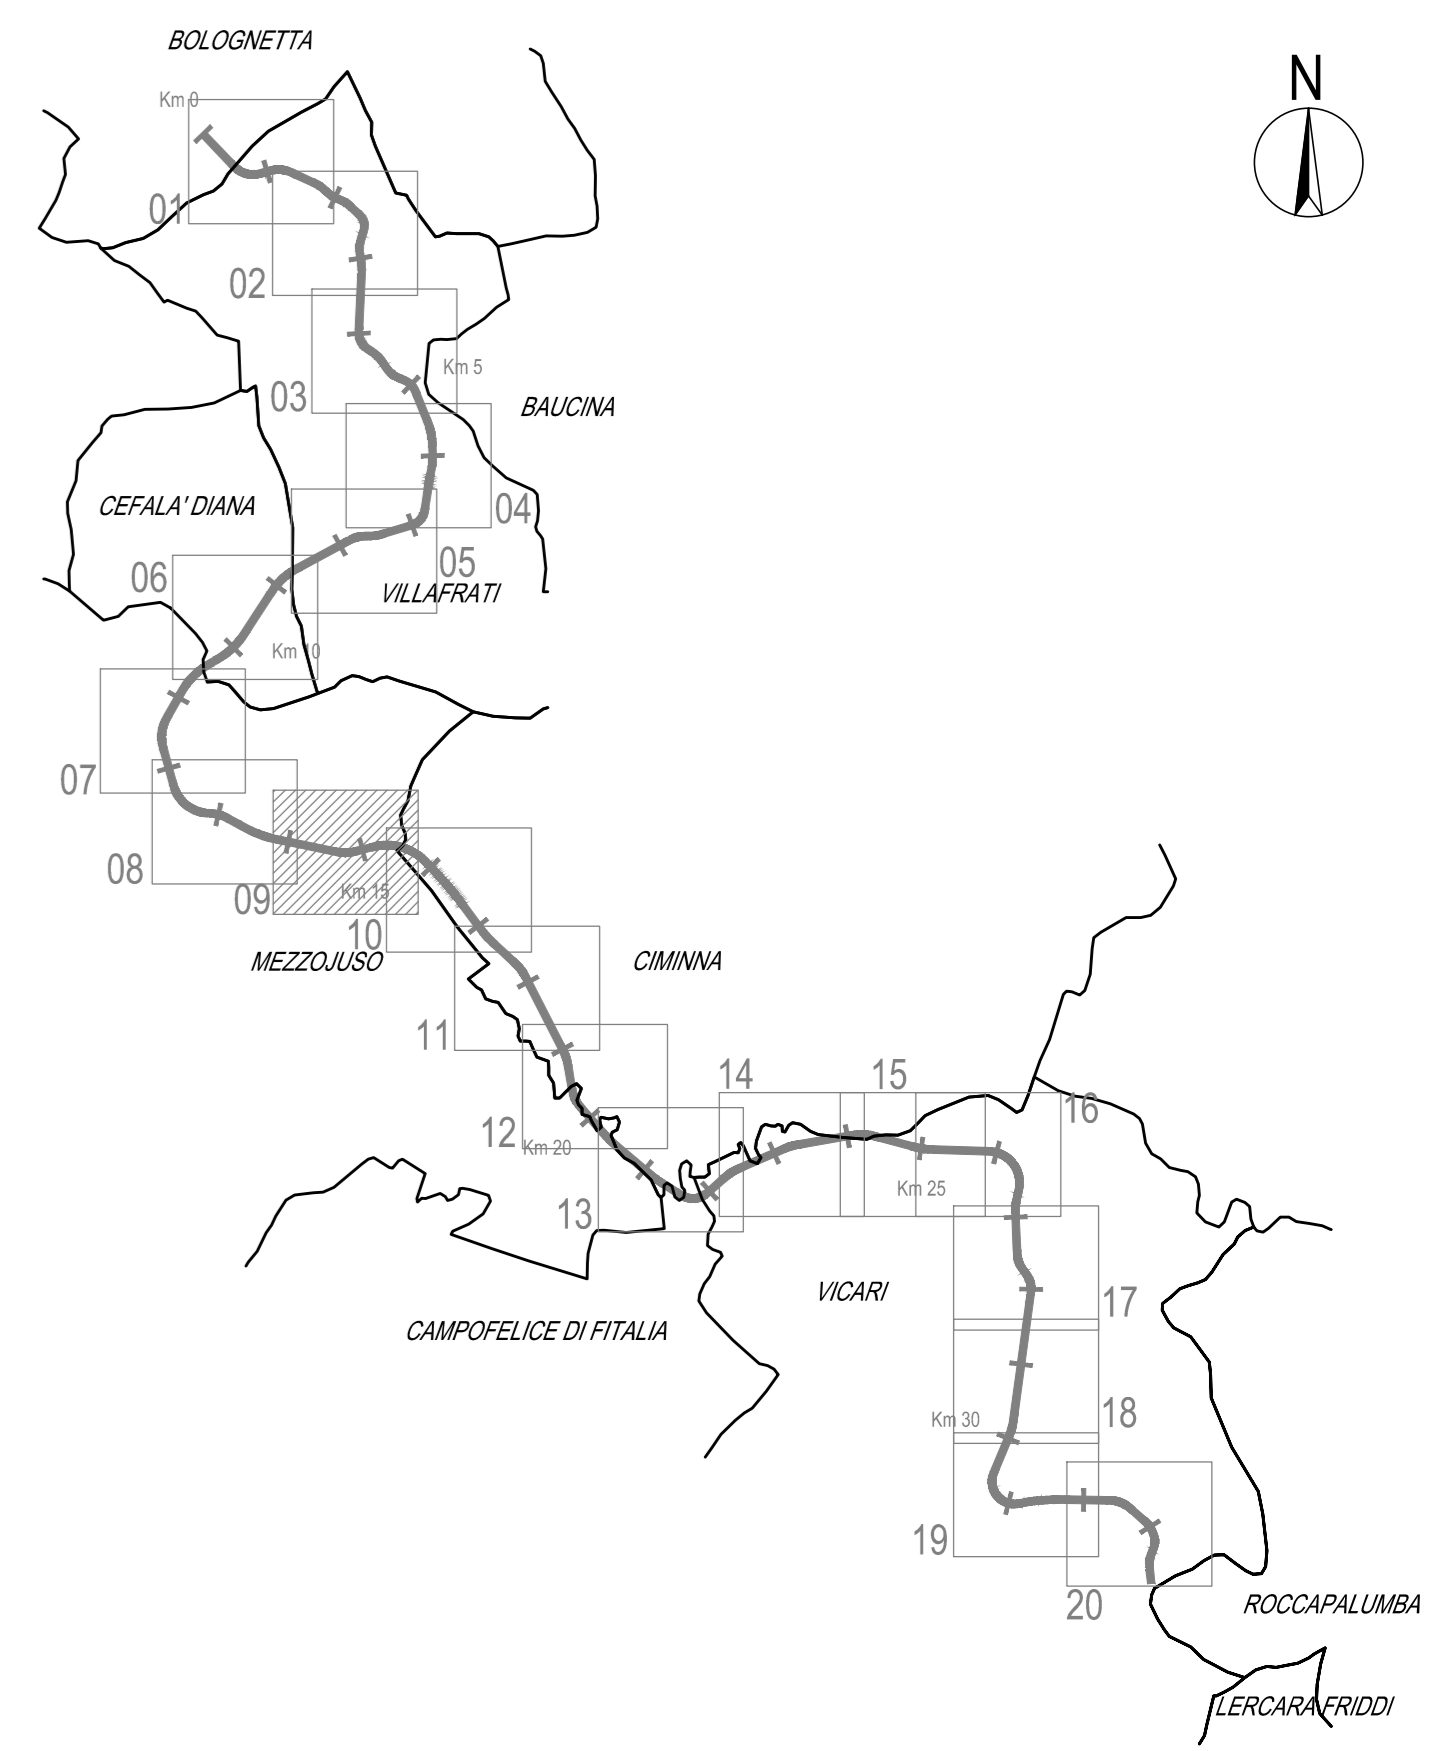 BOLOGNETTA
N
Km 0
01
02
Km 5
03
BAUCINA
CEFALA' DIANA
04
05
06
VILLAFRATI
Km 10
07
08
09
Km 15
10
MEZZOJUSO
CIMINNA
11
14
15
16
12
Km 20
13
Km 25
VICARI
17
CAMPOFELICE DI FITALIA
18
Km 30
19
20
ROCCAPALUMBA
LERCARA FRIDDI